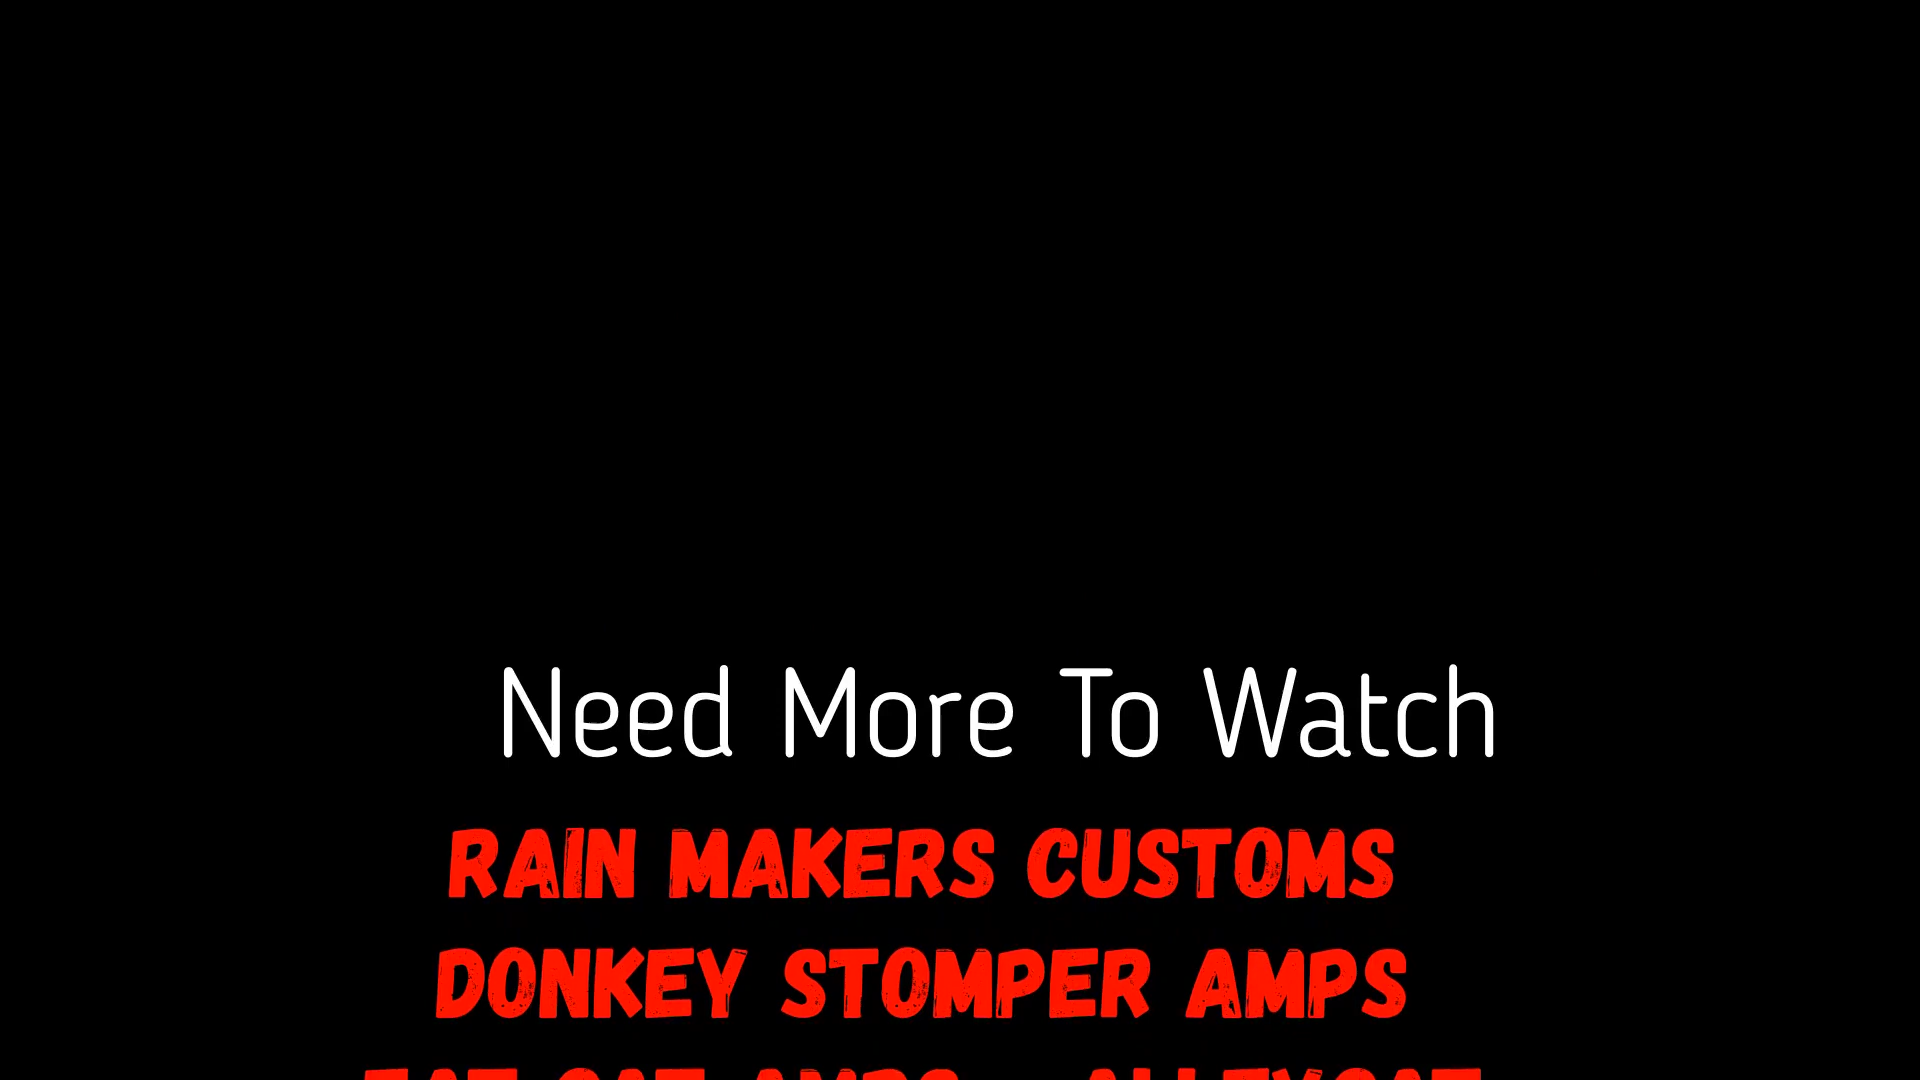 Need More To Watch
RAIN MAKERS CUSTOMS
DONKEY STOMPER AMPS